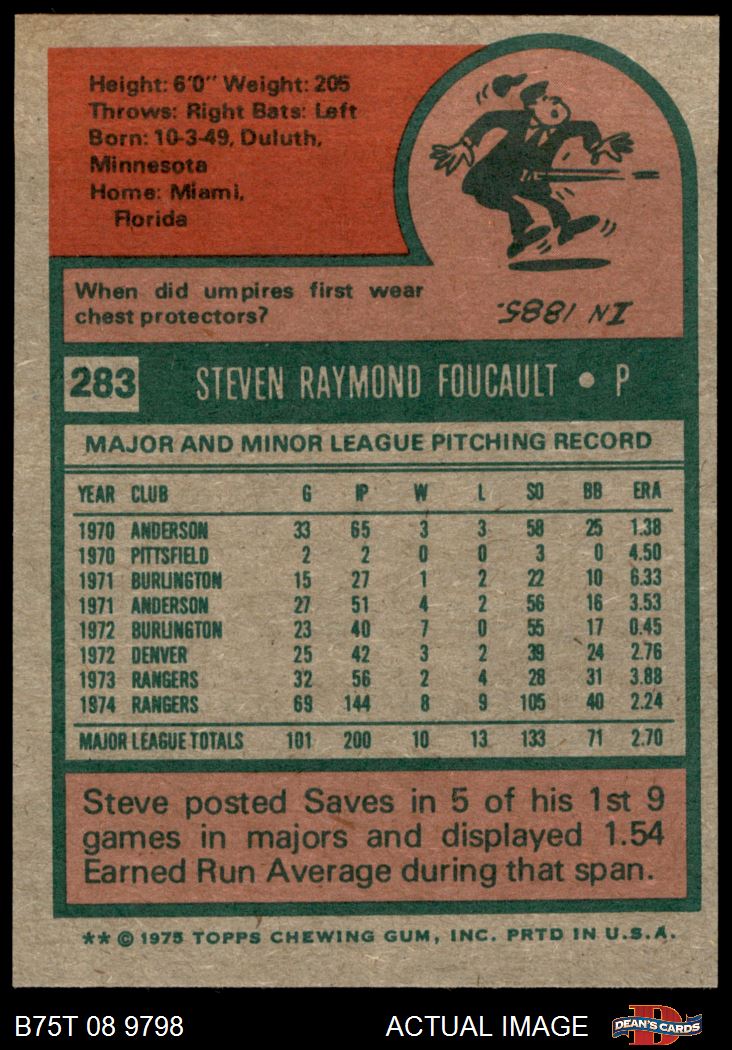 Height: 6'0" Weight: 205
Throws: Right Bats: Left
Born: 10-3-49, Duluth,
Minnesota
Home: Miami,
Florida
When did umpires first wear
chest protectors?
IN 1885.
283 STEVEN RAYMOND FOUCAULT • P
MAJOR AND MINOR LEAGUE PITCHING RECORD
YEAR CLUB G IP W L SO BB ERA
1970 ANDERSON 33 65 3 3 58 25 1.38
1970 PITTSFIELD 2 2 0 0 3 0 4.50
1971 BURLINGTON 15 27 1 2 22 10 6.33
1971 ANDERSON 27 51 4 2 56 16 3.53
1972 BURLINGTON 23 40 7 0 55 17 0.45
1972 DENVER 25 42 3 2 39 24 2.76
1973 RANGERS 32 56 2 4 28 31 3.88
1974 RANGERS 69 144 8 9 105 40 2.24
MAJOR LEAGUE TOTALS 101 200 10 13 133 71 2.70
Steve posted Saves in 5 of his 1st 9
games in majors and displayed 1.54
Earned Run Average during that span.
** © 1975 TOPPS CHEWING GUM, INC. PRTD IN U.S.A.
B75T 08 9798 ACTUAL IMAGE DEAN'S CARDS